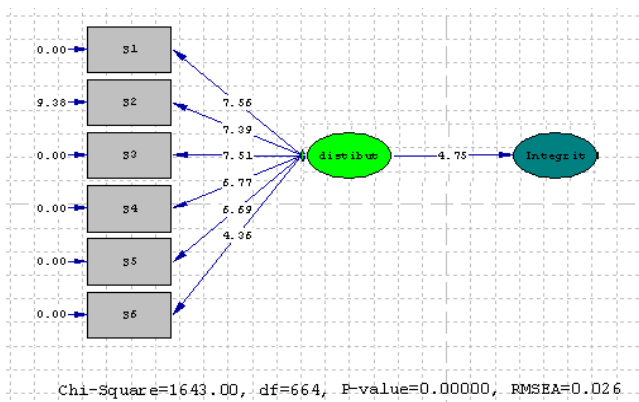 0.00 S1
9.38 S2 7.56
7.39
0.00 S3 7.51 distibut 4.75 Integrit
6.77
0.00 S4 6.69
4.36
0.00 S5
0.00 S6
Chi-Square=1643.00, df=664, P-value=0.00000, RMSEA=0.026